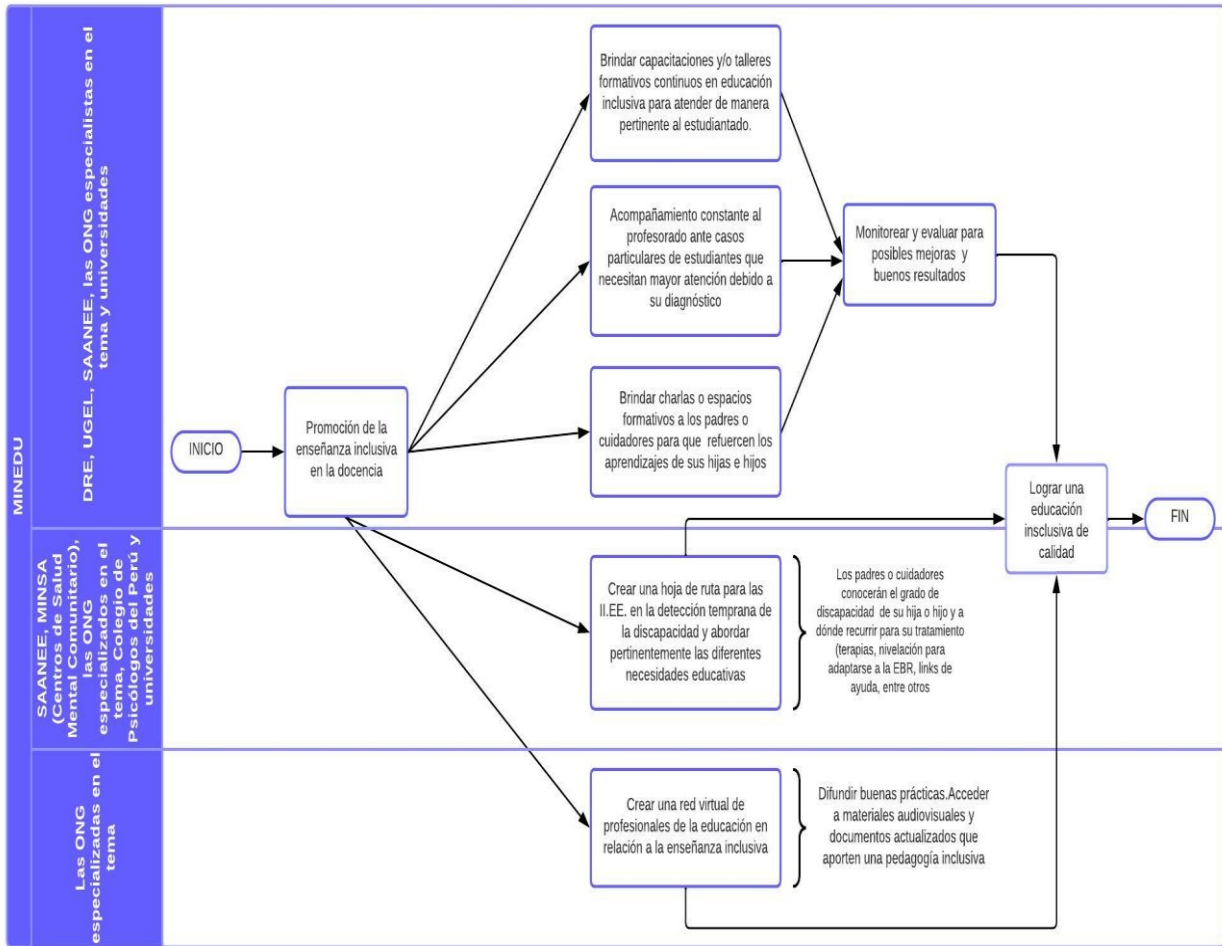 MINEDU
DRE, UGEL, SAANEE, las ONG especialistas en el
tema y universidades
INICIO
Promoción de la
enseñanza inclusiva
en la docencia
Brindar capacitaciones y/o talleres
formativos continuos en educación
inclusiva para atender de manera
pertinente al estudiantado.
Acompañamiento constante al
profesorado ante casos
particulares de estudiantes que
necesitan mayor atención debido a
su diagnóstico
Brindar charlas o espacios
formativos a los padres o
cuidadores para que refuercen los
aprendizajes de sus hijas e hijos
Monitorear y evaluar para
posibles mejoras y
buenos resultados
Lograr una
educación
insclusiva de
calidad
FIN
SAANEE, MINSA
(Centros de Salud
Mental Comunitario),
las ONG
especializados en el
tema, Colegio de
Psicólogos del Perú y
universidades
Crear una hoja de ruta para las
II.EE. en la detección temprana de
la discapacidad y abordar
pertinentemente las diferentes
necesidades educativas
Los padres o cuidadores
conocerán el grado de
discapacidad de su hija o hijo y a
dónde recurrir para su tratamiento
(terapias, nivelación para
adaptarse a la EBR, links de
ayuda, entre otros
Las ONG
especializadas en el
tema
Crear una red virtual de
profesionales de la educación en
relación a la enseñanza inclusiva
Difundir buenas prácticas.Acceder
a materiales audiovisuales y
documentos actualizados que
aporten una pedagogía inclusiva